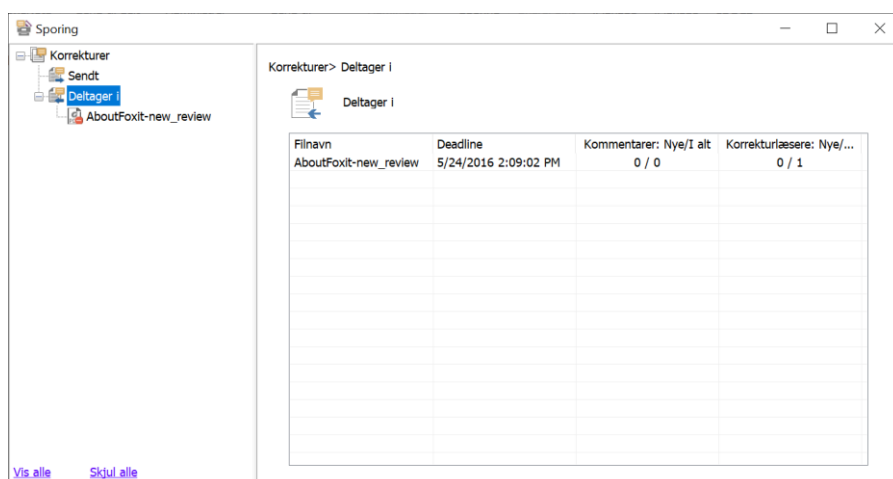 Sporing
Korrekturer
Sendt
Deltager i
AboutFoxit-new_review
Vis alle Skjul alle
Korrekturer> Deltager i
Deltager i
Filnavn Deadline Kommentarer: Nye/I alt Korrekturlæsere: Nye/...
AboutFoxit-new_review 5/24/2016 2:09:02 PM 0 / 0 0 / 1